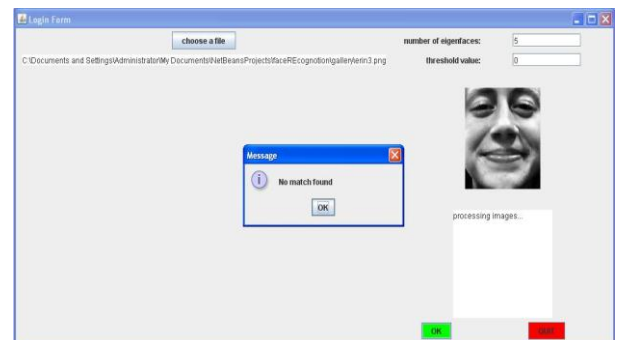 Login Form
choose a file
number of eigenfaces: 5
C:\Documents and Settings\Administrator\My Documents\NetBeansProjects\faceREcognotion\gallery\erin3.png
threshold value: 0
Message
No match found
OK
processing images...
OK
QUIT